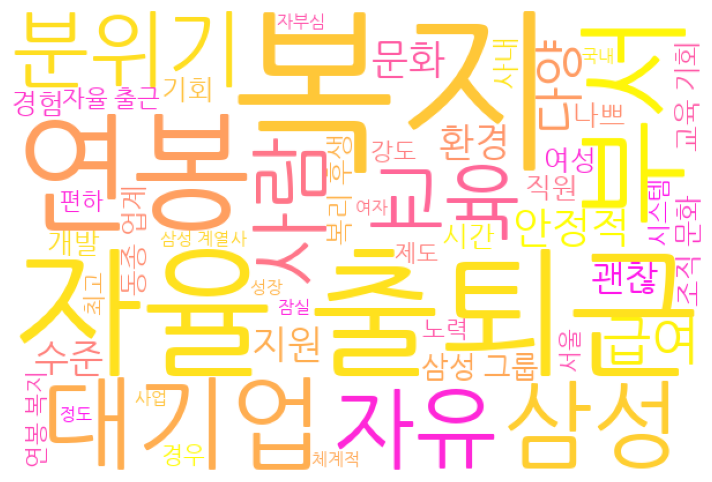 자부심
분위기
복지
부서
문화
사내
다양
국내
교육 기회
경험
자율 출근
기회
나쁘
연봉
사람
복리 후생
강도
환경
여성
교육
직원
편하
동종 업계
여자
시스템
조직 문화
개발
삼성 계열사
시간
안정적
제도
괜찮
자율 출퇴근
최고
성장
잠실
노력
업
급여
서울
수준
지원
삼성 그룹
연봉 복지
대기업
자유
삼성
정도
사업
경우
체계적